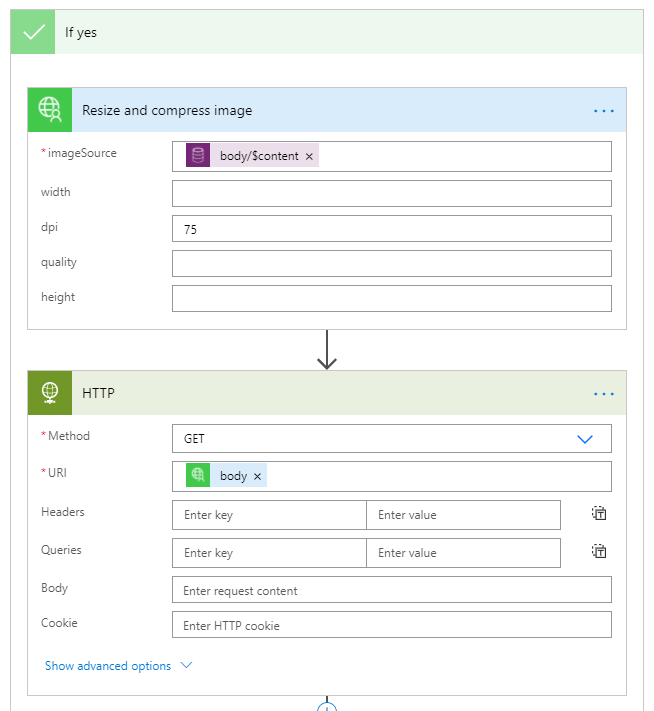 If yes
Resize and compress image
* imageSource body/$content ×
width
dpi 75
quality
height
HTTP
* Method GET
* URI body ×
Headers Enter key Enter value
Queries Enter key Enter value
Body Enter request content
Cookie Enter HTTP cookie
Show advanced options